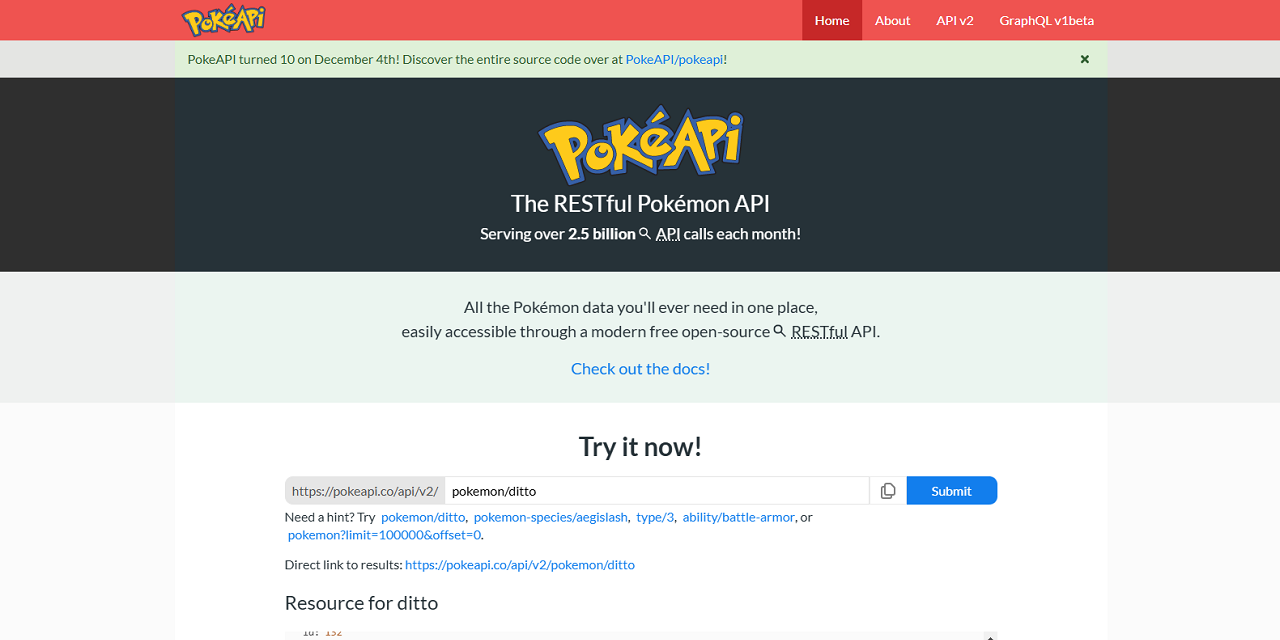 PokéApi
Home About API v2 GraphQL v1beta
PokeAPI turned 10 on December 4th! Discover the entire source code over at PokeAPI/pokeapi!
PokéApi
The RESTful Pokémon API
Serving over 2.5 billion API calls each month!
All the Pokémon data you'll ever need in one place,
easily accessible through a modern free open-source RESTful API.
Check out the docs!
Try it now!
https://pokeapi.co/api/v2/ pokemon/ditto Submit
Need a hint? Try pokemon/ditto, pokemon-species/aegislash, type/3, ability/battle-armor, or
pokemon?limit=100000&offset=0.
Direct link to results: https://pokeapi.co/api/v2/pokemon/ditto
Resource for ditto
id: 132